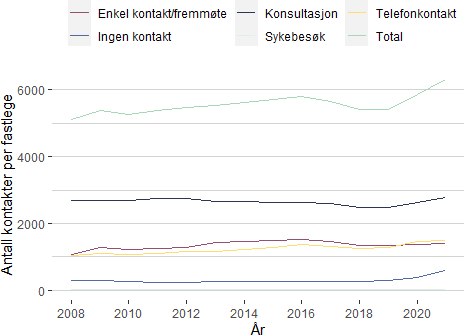 Enkel kontakt/fremmøte Konsultasjon Telefonkontakt
Ingen kontakt Sykebesøk Total
Antall kontakter per fastlege
6000
4000
2000
0
2008 2010 2012 2014 2016 2018 2020
År